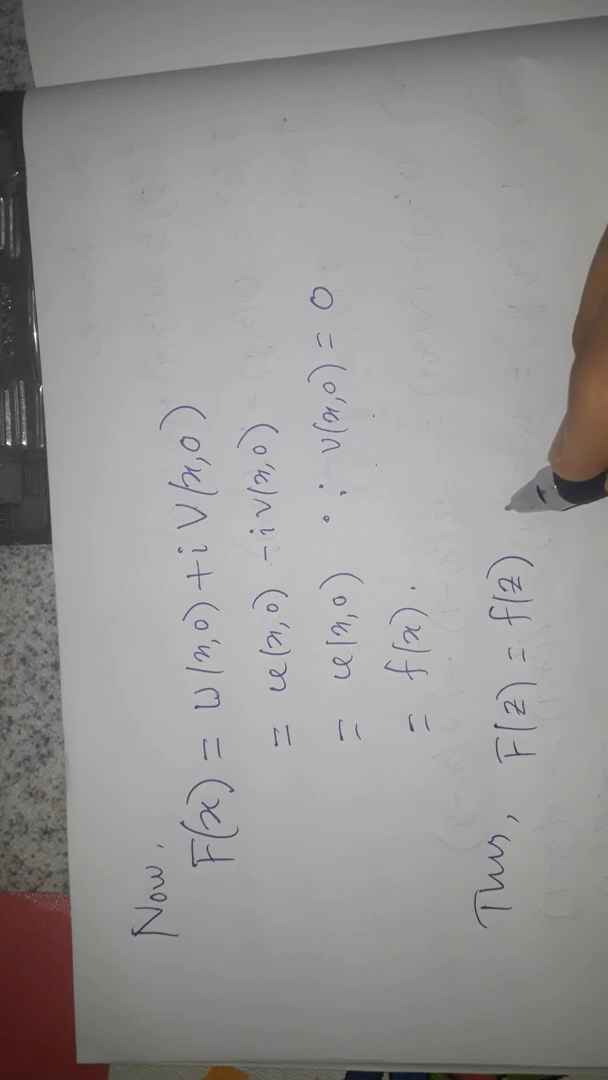 Now,
F(x) = U(x,0) + i V(x,0)
= u(x,0) - i v(x,0)
= u(x,0) ∵ v(x,0) = 0.
= f(x).
Thus, F(z) = f(z)